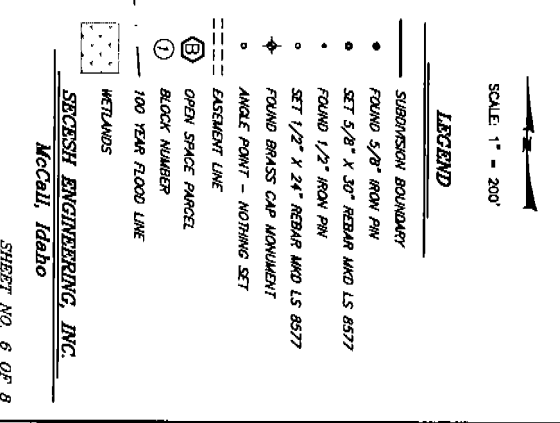 N
SCALE: 1" = 200'
LEGEND
SUBDIVISION BOUNDARY
FOUND 5/8" IRON PIN
SET 5/8" X 30" REBAR MKD LS 8577
FOUND 1/2" IRON PIN
SET 1/2" X 24" REBAR MKD LS 8577
FOUND BRASS CAP MONUMENT
ANGLE POINT - NOTHING SET
EASEMENT LINE
B OPEN SPACE PARCEL
1 BLOCK NUMBER
100 YEAR FLOOD LINE
WETLANDS
SECESH ENGINEERING, INC.
McCall, Idaho
SHEET NO. 6 OF 8